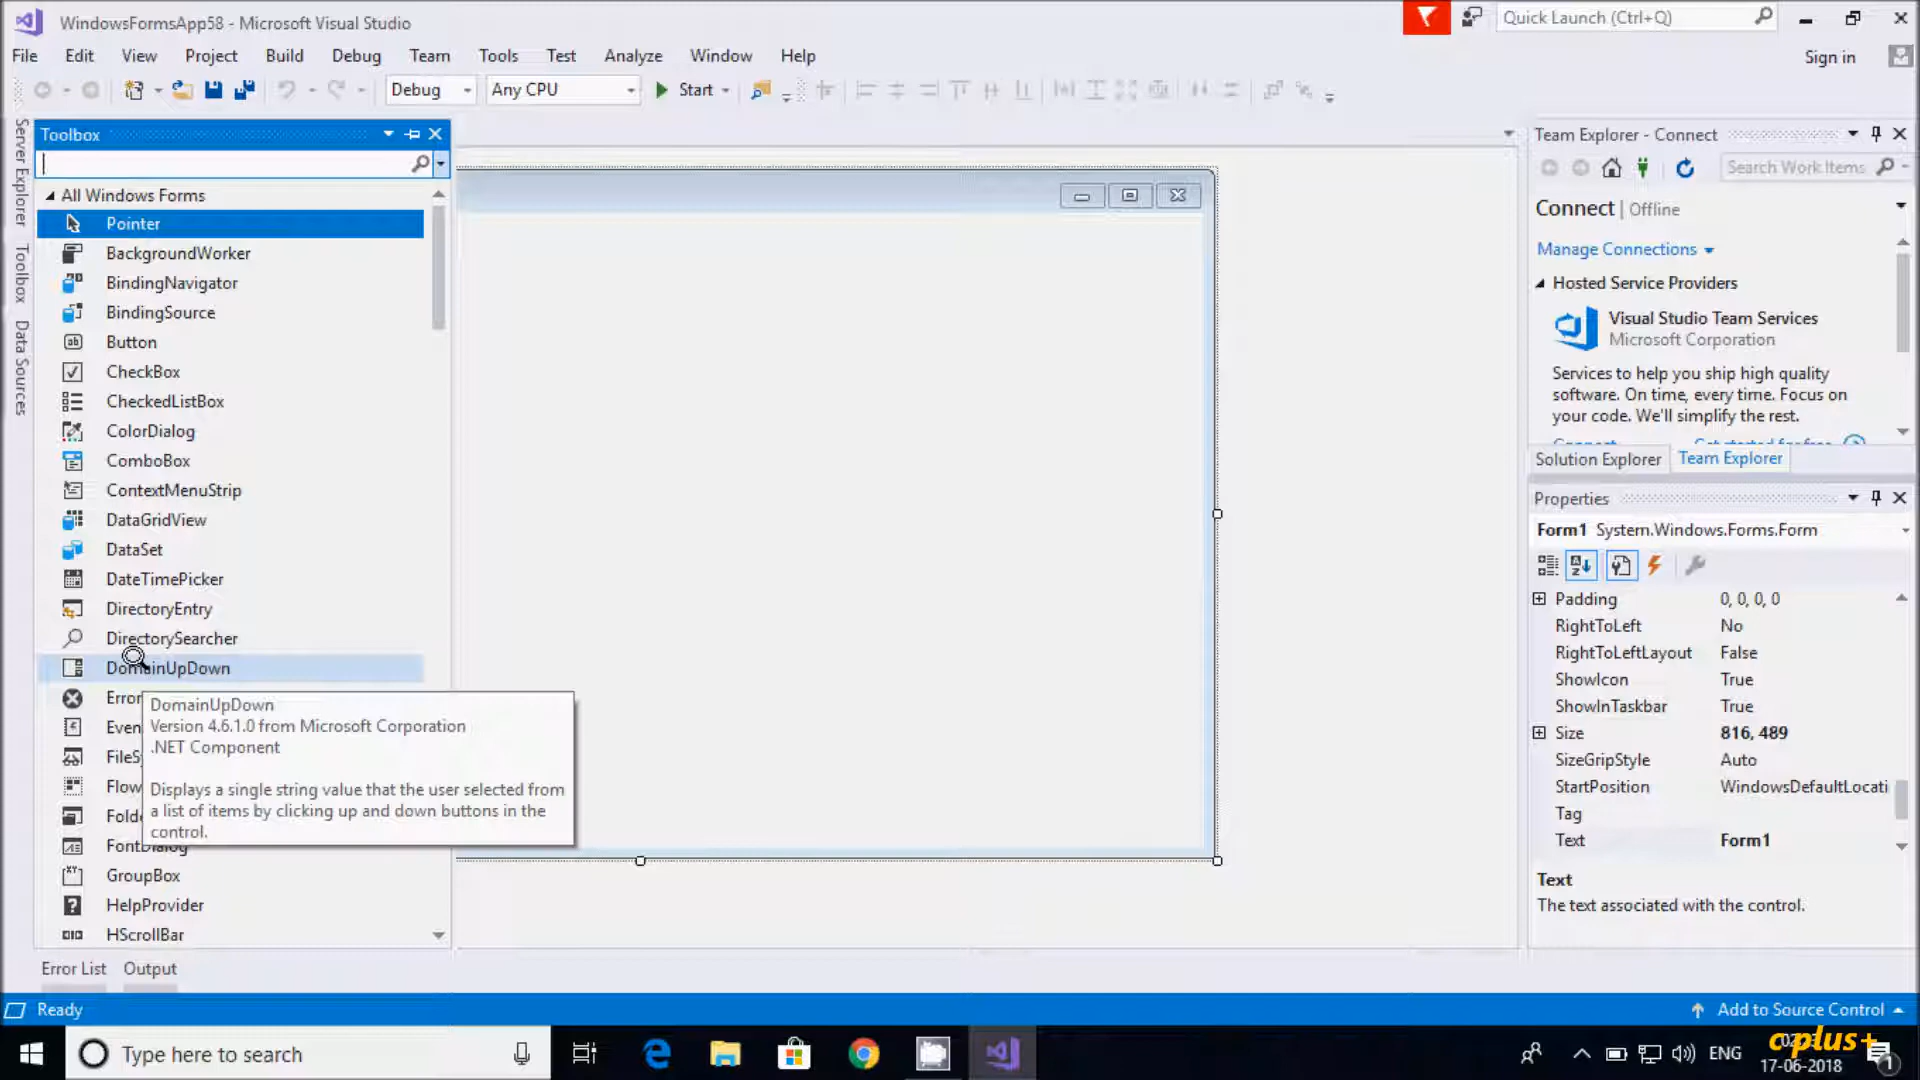 WindowsFormsApp58 - Microsoft Visual Studio
Quick Launch (Ctrl+Q)
File Edit View Project Build Debug Team Tools Test Analyze Window Help
Sign in
Debug Any CPU Start
Server Explorer
Toolbox
Data Sources
Toolbox
All Windows Forms
Pointer
BackgroundWorker
BindingNavigator
BindingSource
Button
CheckBox
CheckedListBox
ColorDialog
ComboBox
ContextMenuStrip
DataGridView
DataSet
DateTimePicker
DirectoryEntry
DirectorySearcher
DomainUpDown
Error
Even
FileS
Flow
Folde
FontDialog
GroupBox
HelpProvider
HScrollBar
DomainUpDown
Version 4.6.1.0 from Microsoft Corporation
.NET Component
Displays a single string value that the user selected from
a list of items by clicking up and down buttons in the
control.
Team Explorer - Connect
Search Work Items
Connect | Offline
Manage Connections
Hosted Service Providers
Visual Studio Team Services
Microsoft Corporation
Services to help you ship high quality
software. On time, every time. Focus on
your code. We'll simplify the rest.
Solution Explorer Team Explorer
Properties
Form1 System.Windows.Forms.Form
Padding 0, 0, 0, 0
RightToLeft No
RightToLeftLayout False
ShowIcon True
ShowInTaskbar True
Size 816, 489
SizeGripStyle Auto
StartPosition WindowsDefaultLocati
Tag
Text Form1
Text
The text associated with the control.
Error List Output
Ready
Add to Source Control
Type here to search
ENG
c plus+
17-06-2018
1